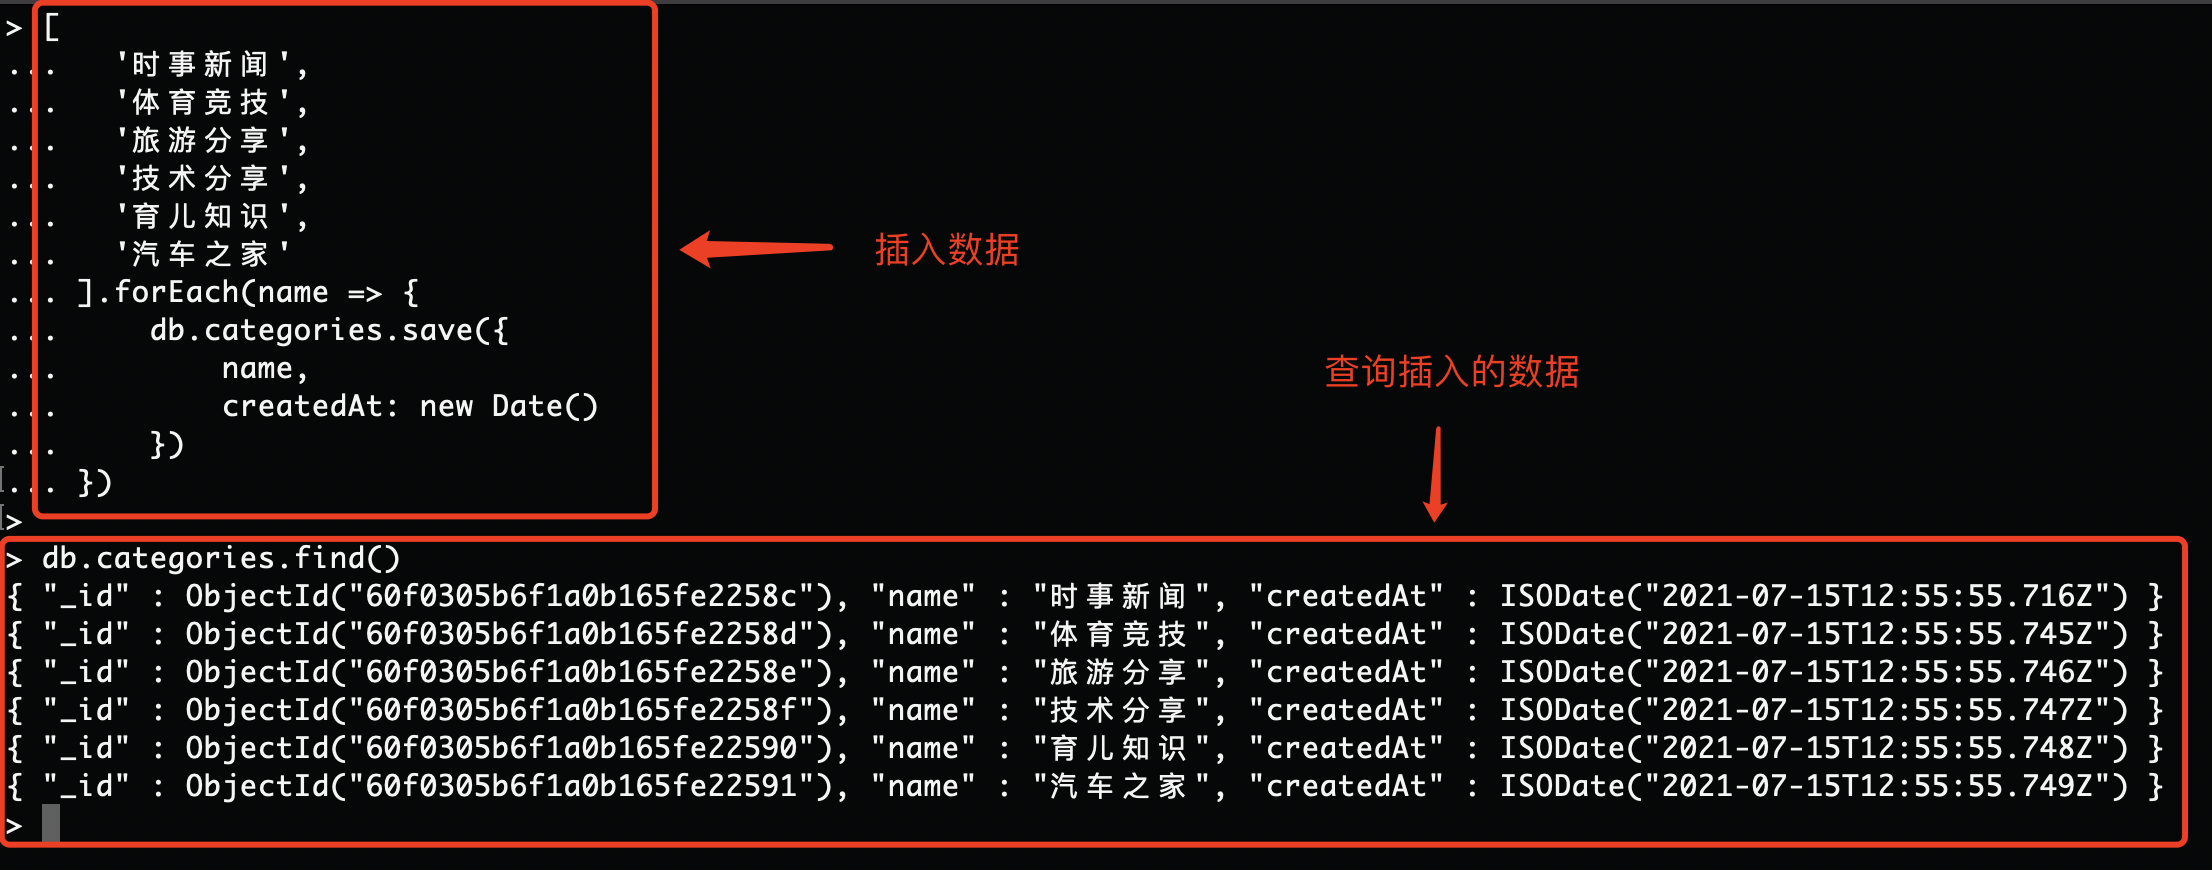 > [
...   '时事新闻',
...   '体育竞技',
...   '旅游分享',
...   '技术分享',
...   '育儿知识',
...   '汽车之家'
... ].forEach(name => {
...     db.categories.save({
...         name,
...         createdAt: new Date()
...     })
... })
插入数据
查询插入的数据
>
> db.categories.find()
{ "_id" : ObjectId("60f0305b6f1a0b165fe2258c"), "name" : "时事新闻", "createdAt" : ISODate("2021-07-15T12:55:55.716Z") }
{ "_id" : ObjectId("60f0305b6f1a0b165fe2258d"), "name" : "体育竞技", "createdAt" : ISODate("2021-07-15T12:55:55.745Z") }
{ "_id" : ObjectId("60f0305b6f1a0b165fe2258e"), "name" : "旅游分享", "createdAt" : ISODate("2021-07-15T12:55:55.746Z") }
{ "_id" : ObjectId("60f0305b6f1a0b165fe2258f"), "name" : "技术分享", "createdAt" : ISODate("2021-07-15T12:55:55.747Z") }
{ "_id" : ObjectId("60f0305b6f1a0b165fe22590"), "name" : "育儿知识", "createdAt" : ISODate("2021-07-15T12:55:55.748Z") }
{ "_id" : ObjectId("60f0305b6f1a0b165fe22591"), "name" : "汽车之家", "createdAt" : ISODate("2021-07-15T12:55:55.749Z") }
>